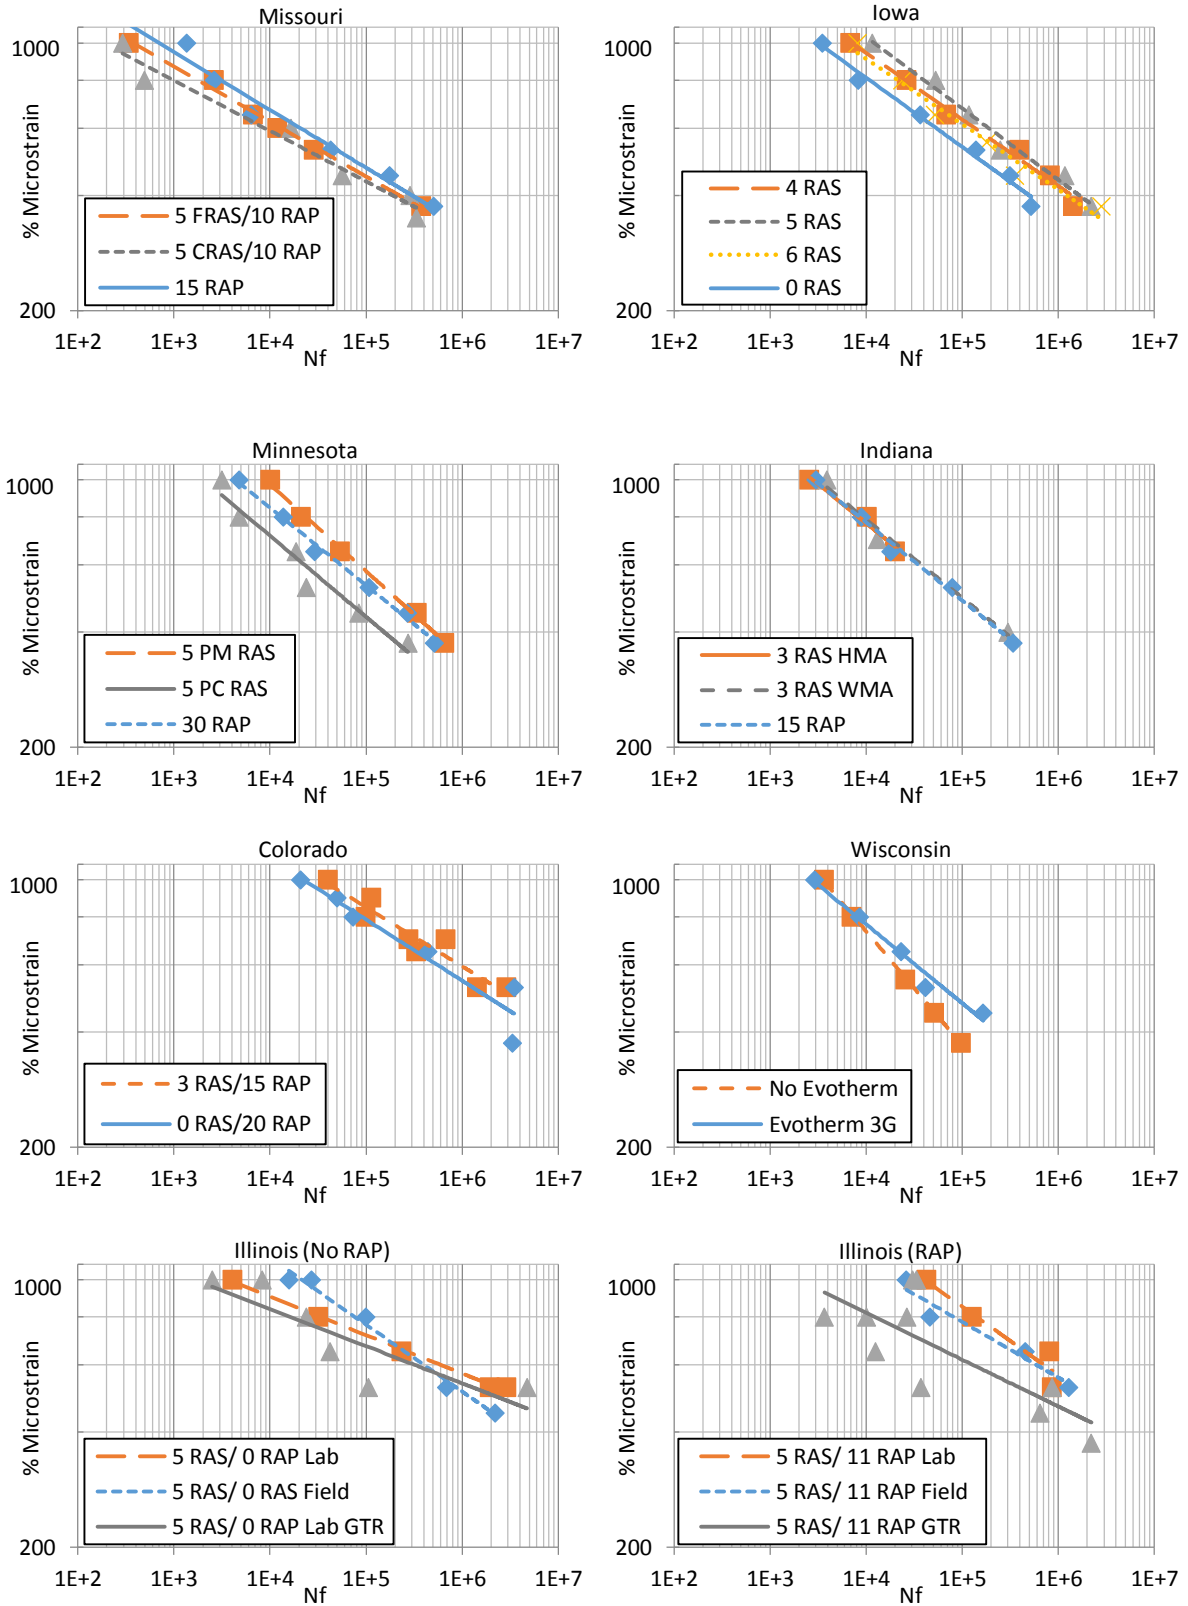 Missouri
1000
% Microstrain
5 FRAS/10 RAP
5 CRAS/10 RAP
15 RAP
200
1E+2 1E+3 1E+4 1E+5 1E+6 1E+7
Nf
Iowa
1000
% Microstrain
4 RAS
5 RAS
6 RAS
0 RAS
200
1E+2 1E+3 1E+4 1E+5 1E+6 1E+7
Nf
Minnesota
1000
% Microstrain
5 PM RAS
5 PC RAS
30 RAP
200
1E+2 1E+3 1E+4 1E+5 1E+6 1E+7
Nf
Indiana
1000
% Microstrain
3 RAS HMA
3 RAS WMA
15 RAP
200
1E+2 1E+3 1E+4 1E+5 1E+6 1E+7
Nf
Colorado
1000
% Microstrain
3 RAS/15 RAP
0 RAS/20 RAP
200
1E+2 1E+3 1E+4 1E+5 1E+6 1E+7
Nf
Wisconsin
1000
% Microstrain
No Evotherm
Evotherm 3G
200
1E+2 1E+3 1E+4 1E+5 1E+6 1E+7
Nf
Illinois (No RAP)
1000
% Microstrain
5 RAS/ 0 RAP Lab
5 RAS/ 0 RAS Field
5 RAS/ 0 RAP Lab GTR
200
1E+2 1E+3 1E+4 1E+5 1E+6 1E+7
Nf
Illinois (RAP)
1000
% Microstrain
5 RAS/ 11 RAP Lab
5 RAS/ 11 RAP Field
5 RAS/ 11 RAP GTR
200
1E+2 1E+3 1E+4 1E+5 1E+6 1E+7
Nf